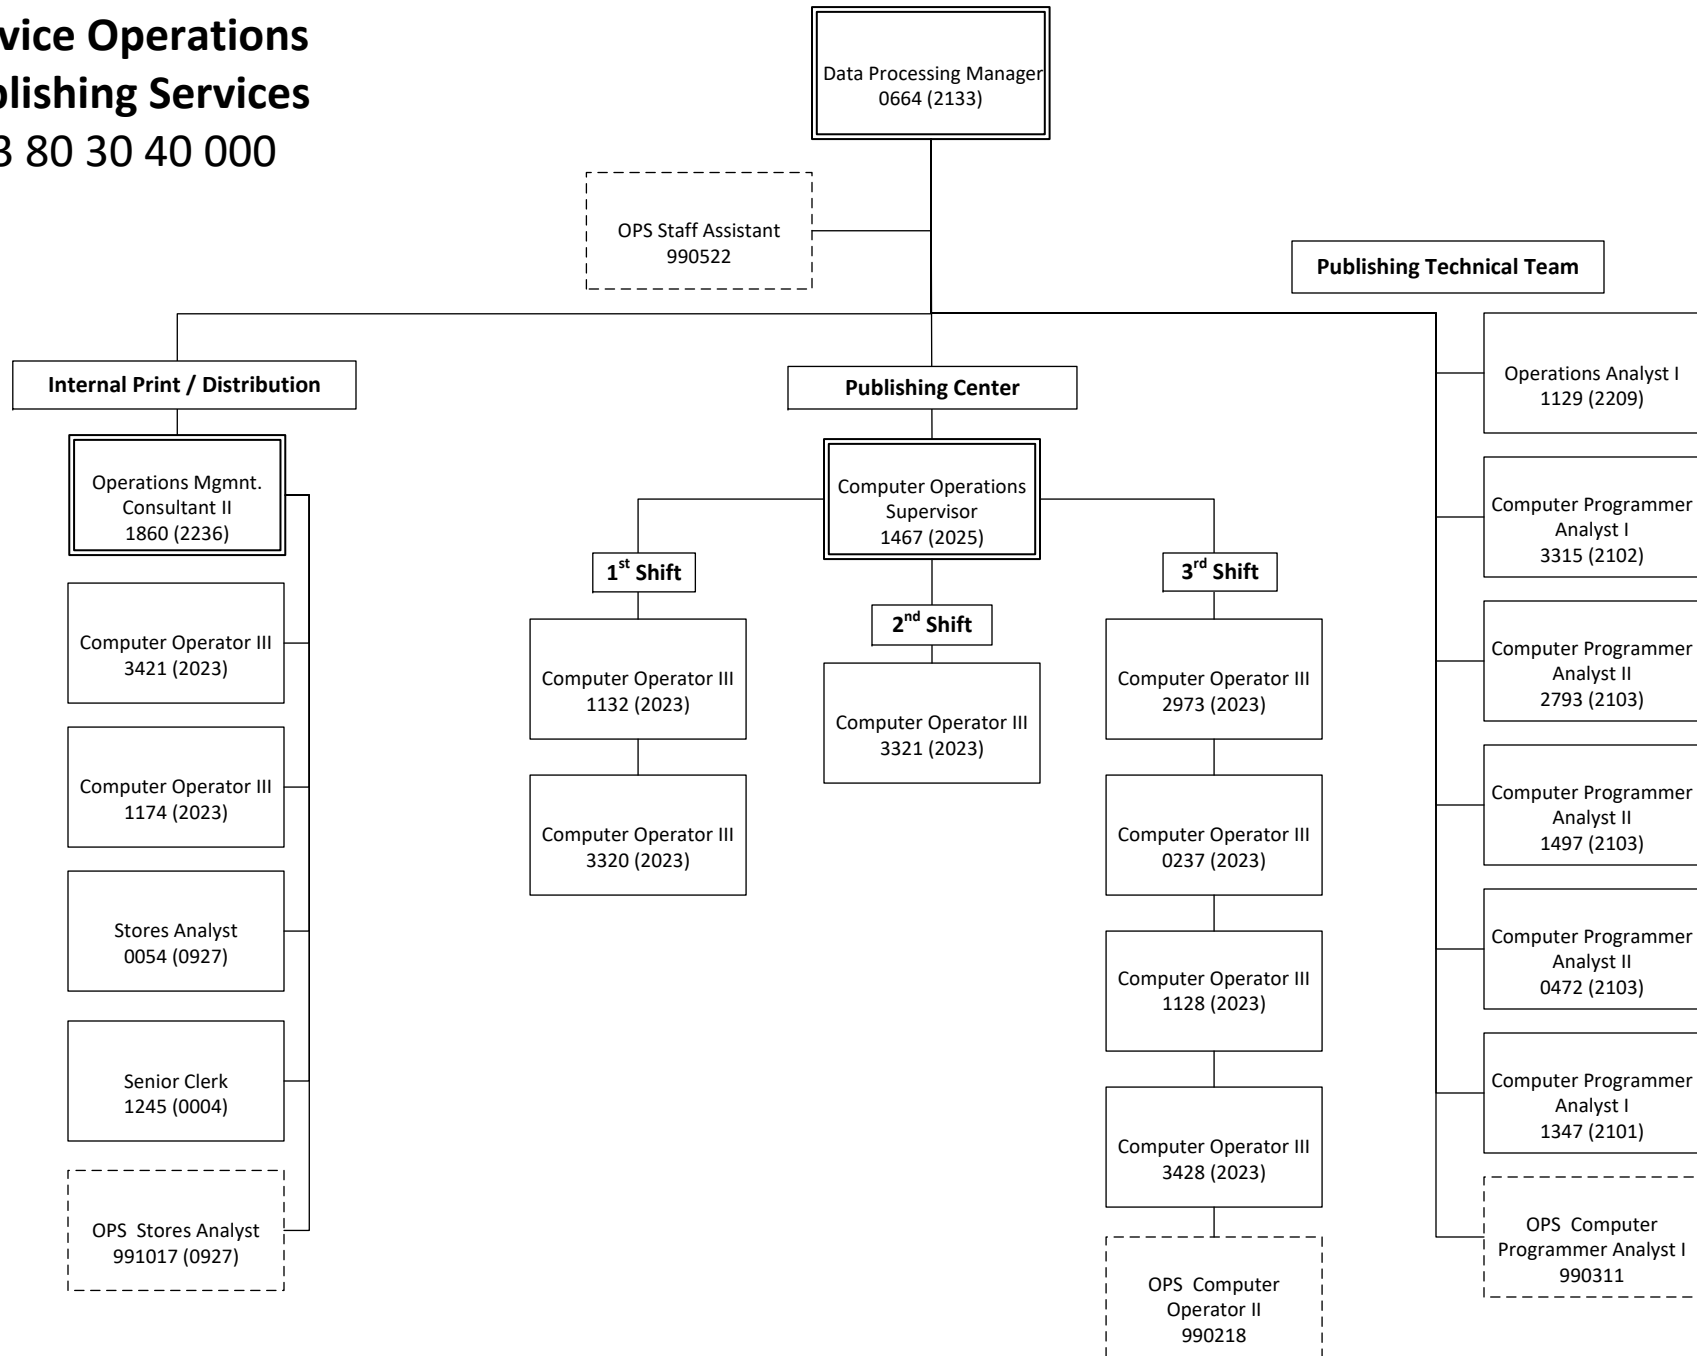 vice Operations
blishing Services
3 80 30 40 000
Data Processing Manager
0664 (2133)
OPS Staff Assistant
990522
Publishing Technical Team
Internal Print / Distribution
Publishing Center
Operations Mgmnt.
Consultant II
1860 (2236)
Computer Operator III
3421 (2023)
Computer Operator III
1174 (2023)
Stores Analyst
0054 (0927)
Senior Clerk
1245 (0004)
OPS  Stores Analyst
991017 (0927)
Computer Operations
Supervisor
1467 (2025)
1st Shift
Computer Operator III
1132 (2023)
Computer Operator III
3320 (2023)
2nd Shift
Computer Operator III
3321 (2023)
3rd Shift
Computer Operator III
2973 (2023)
Computer Operator III
0237 (2023)
Computer Operator III
1128 (2023)
Computer Operator III
3428 (2023)
OPS  Computer
Operator II
990218
Operations Analyst I
1129 (2209)
Computer Programmer
Analyst I
3315 (2102)
Computer Programmer
Analyst II
2793 (2103)
Computer Programmer
Analyst II
1497 (2103)
Computer Programmer
Analyst II
0472 (2103)
Computer Programmer
Analyst I
1347 (2101)
OPS  Computer
Programmer Analyst I
990311